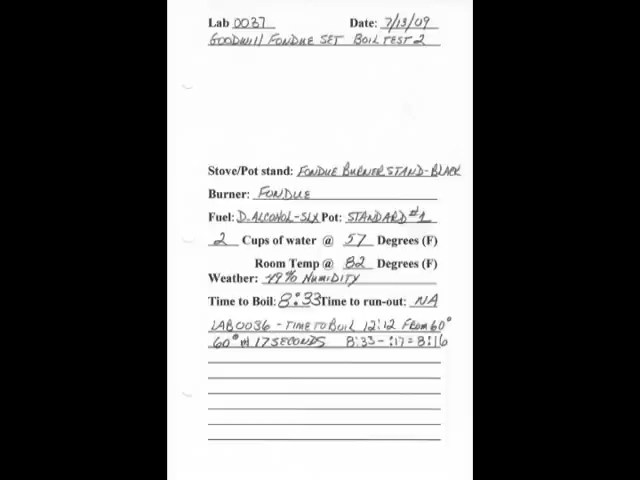 Lab 0037 Date: 7/13/09
GOODWILL FONDUE SET BOIL TEST 2
Stove/Pot stand: FONDUE BURNER STAND-BLACK
Burner: FONDUE
Fuel: D.ALCOHOL-SLX Pot: STANDARD #1
2 Cups of water @ 57 Degrees (F)
Room Temp @ 82 Degrees (F)
Weather: 49% HUMIDITY
Time to Boil: 8:33 Time to run-out: NA
LAB0036 - TIME TO BOIL 12:12 FROM 60°
60° IN 17 SECONDS 8:33 - :17 = 8:16